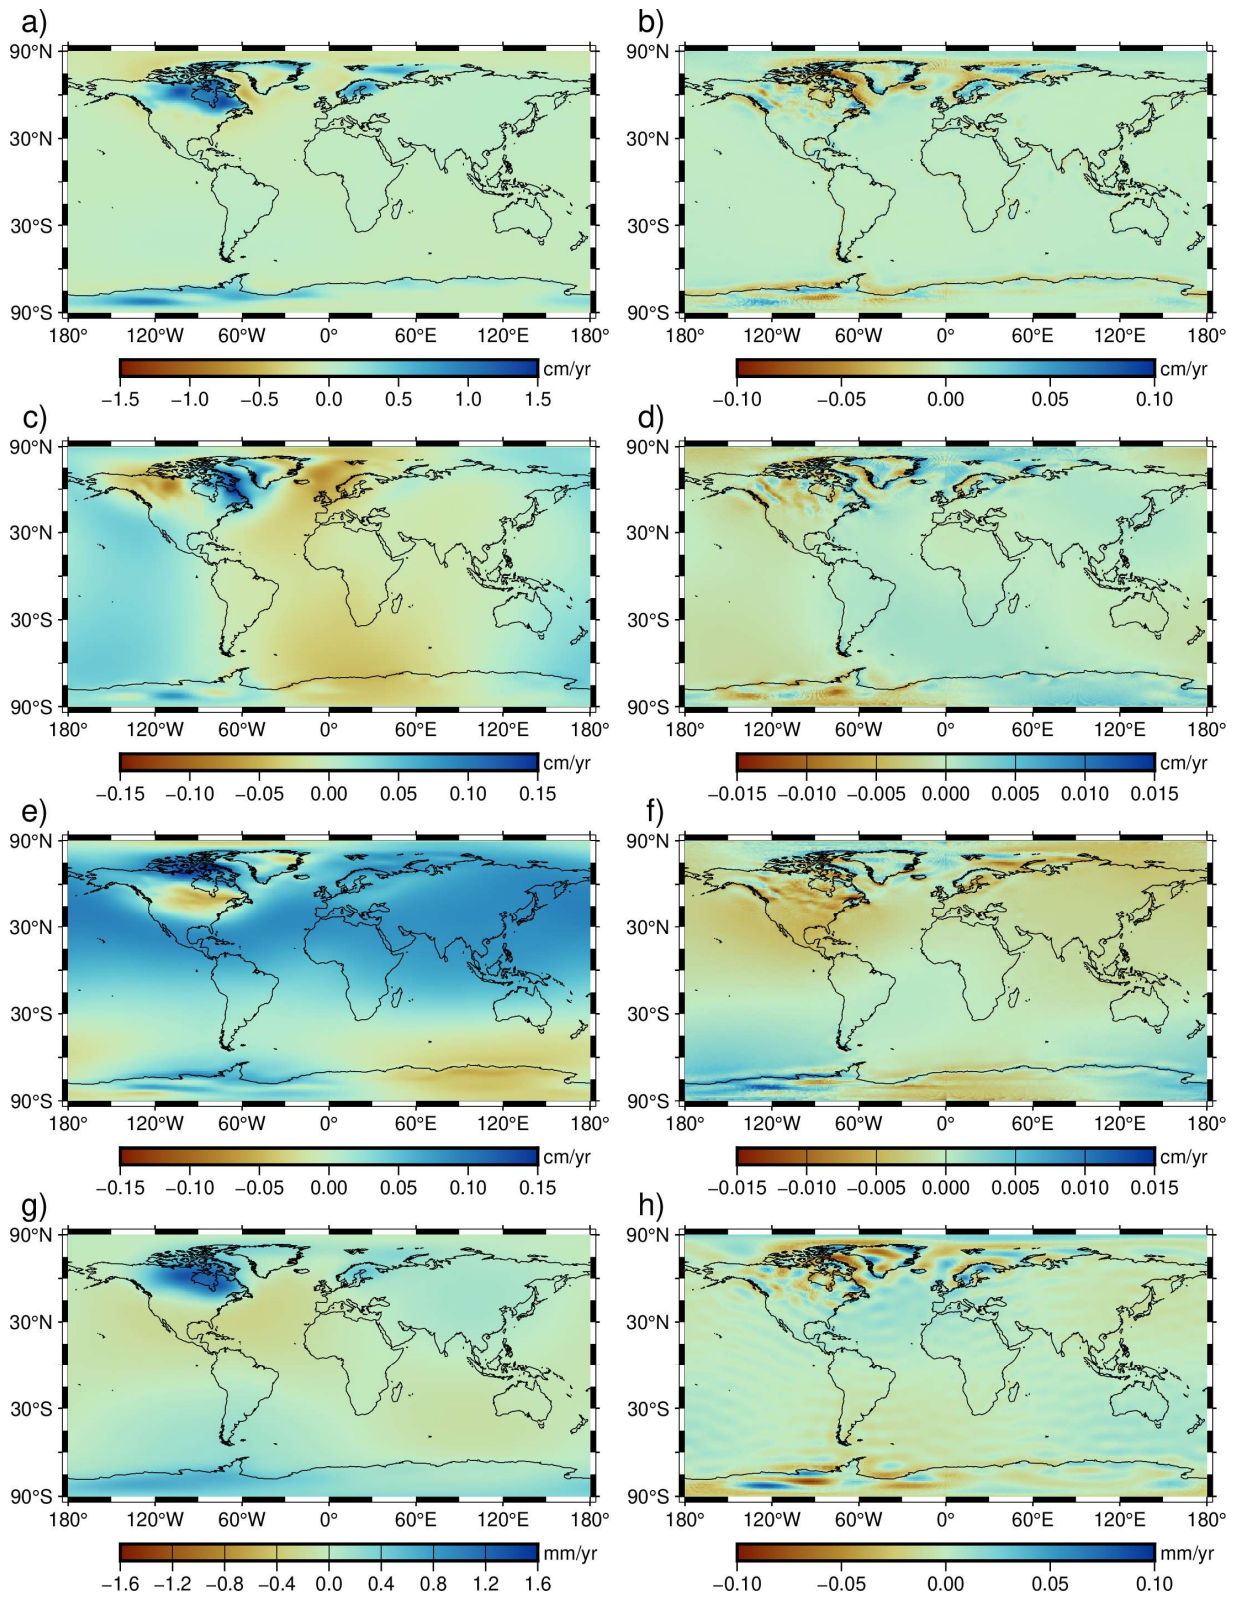 a) b)
90°N 90°N
30°N 30°N
30°S 30°S
90°S 90°S
180° 120°W 60°W 0° 60°E 120°E 180° 180° 120°W 60°W 0° 60°E 120°E 180°
cm/yr cm/yr
−1.5 −1.0 −0.5 0.0 0.5 1.0 1.5 −0.10 −0.05 0.00 0.05 0.10
c) d)
90°N 90°N
30°N 30°N
30°S 30°S
90°S 90°S
180° 120°W 60°W 0° 60°E 120°E 180° 180° 120°W 60°W 0° 60°E 120°E 180°
cm/yr cm/yr
−0.15 −0.10 −0.05 0.00 0.05 0.10 0.15 −0.015 −0.010 −0.005 0.000 0.005 0.010 0.015
e) f)
90°N 90°N
30°N 30°N
30°S 30°S
90°S 90°S
180° 120°W 60°W 0° 60°E 120°E 180° 180° 120°W 60°W 0° 60°E 120°E 180°
cm/yr cm/yr
−0.15 −0.10 −0.05 0.00 0.05 0.10 0.15 −0.015 −0.010 −0.005 0.000 0.005 0.010 0.015
g) h)
90°N 90°N
30°N 30°N
30°S 30°S
90°S 90°S
180° 120°W 60°W 0° 60°E 120°E 180° 180° 120°W 60°W 0° 60°E 120°E 180°
mm/yr mm/yr
−1.6 −1.2 −0.8 −0.4 0.0 0.4 0.8 1.2 1.6 −0.10 −0.05 0.00 0.05 0.10